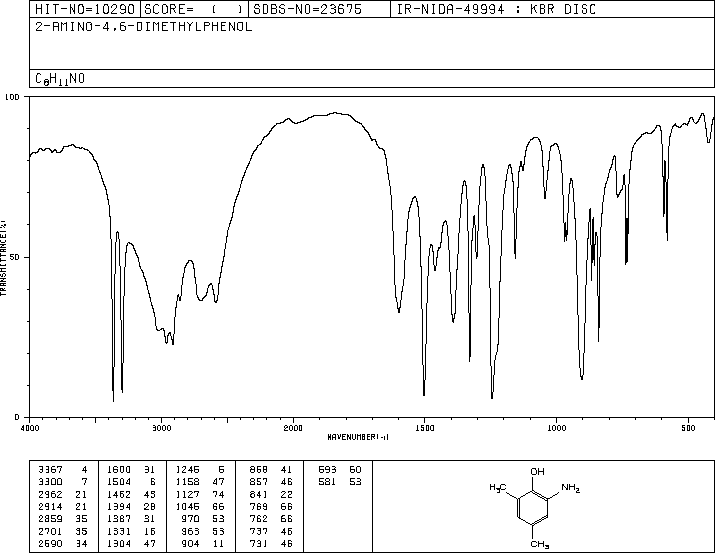 HIT-NO=10290 SCORE= ( ) SDBS-NO=23675 IR-NIDA-49994 : KBR DISC
2-AMINO-4,6-DIMETHYLPHENOL
C8H11NO
100
50
0
TRANSMITTANCE(%)
4000 3000 2000 1500 1000 500
WAVENUMBER(-1)
3367 4 1600 31 1246 5 868 41 593 60
3300 7 1504 6 1158 47 857 46 581 53
2962 21 1462 45 1127 74 841 22
2914 21 1394 28 1046 66 769 66
2859 35 1387 31 970 53 762 66
2701 35 1331 16 963 53 737 46
2590 34 1304 47 904 11 731 46
OH
H3C NH2
CH3